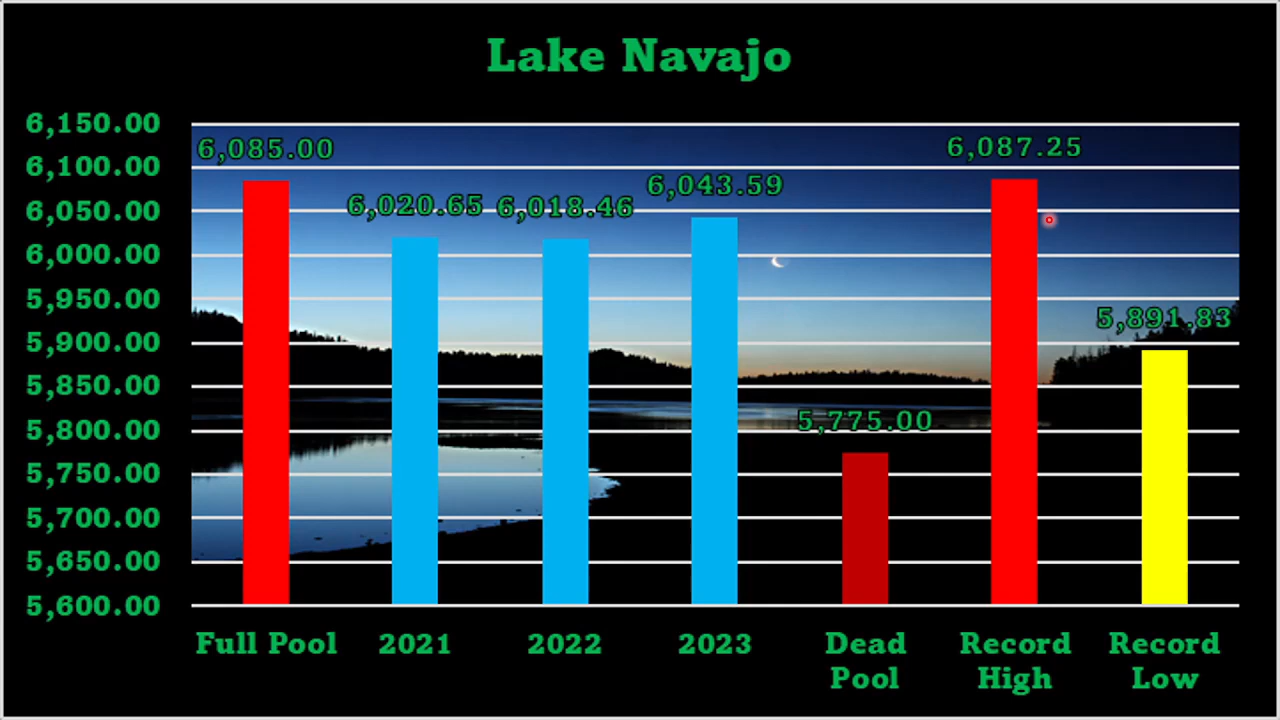 Lake Navajo
6,150.00
6,100.00
6,050.00
6,000.00
5,950.00
5,900.00
5,850.00
5,800.00
5,750.00
5,700.00
5,650.00
5,600.00
6,085.00
6,020.65
6,018.46
6,043.59
5,775.00
6,087.25
5,891.83
Full Pool
2021
2022
2023
Dead
Pool
Record
High
Record
Low